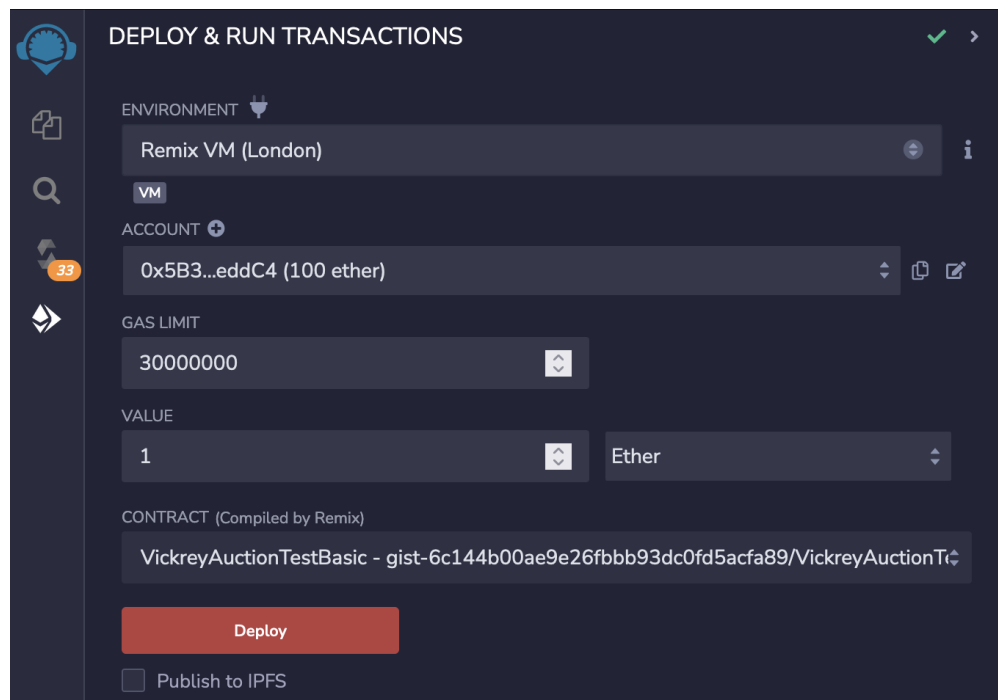 DEPLOY & RUN TRANSACTIONS
ENVIRONMENT
Remix VM (London)
VM
ACCOUNT
0x5B3...eddC4 (100 ether)
33
GAS LIMIT
30000000
VALUE
1 Ether
CONTRACT (Compiled by Remix)
VickreyAuctionTestBasic - gist-6c144b00ae9e26fbbb93dc0fd5acfa89/VickreyAuctionTe
Deploy
Publish to IPFS